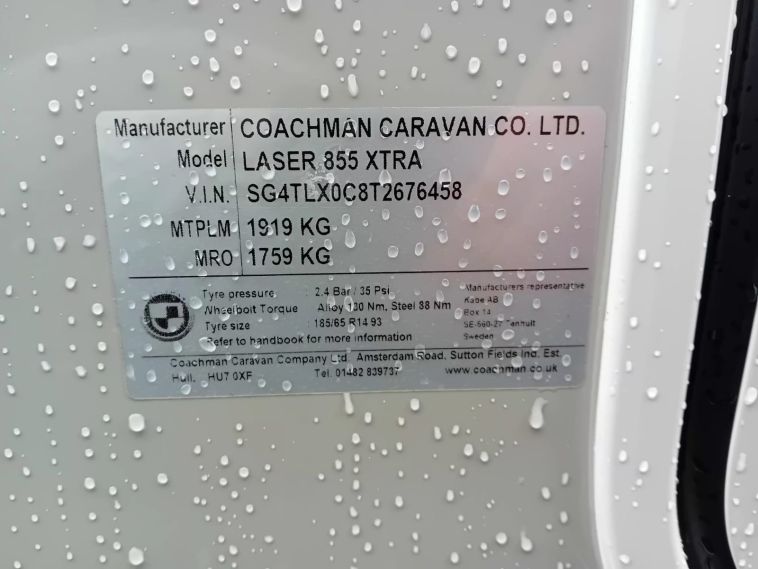 Manufacturer COACHMAN CARAVAN CO. LTD.
Model LASER 855 XTRA
V.I.N. SG4TLX0C8T2676458
MTPLM 1919 KG
MRO 1759 KG
Tyre pressure : 2.4 Bar / 35 Psi
Wheelbolt Torque : Alloy 130 Nm, Steel 88 Nm
Tyre size : 185/65 R14 93
Refer to handbook for more information
Manufacturers representative
Kabe AB
Box 14
SE-560-27 Tenhult
Sweden
Coachman Caravan Company Ltd. Amsterdam Road, Sutton Fields Ind. Est.
Hull. HU7 0XF Tel. 01482 839737 www.coachman.co.uk